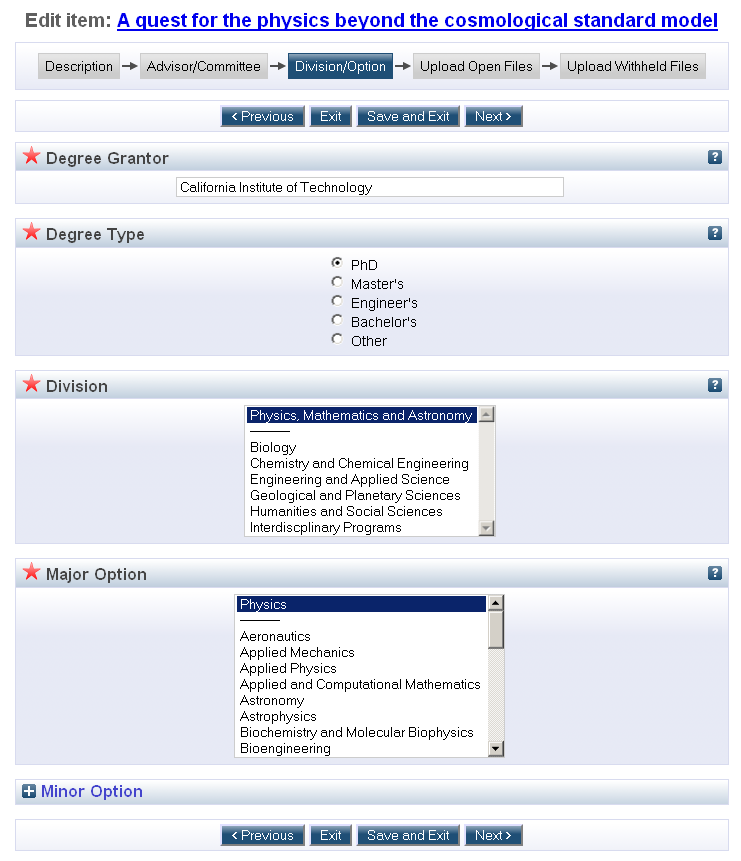 Edit item: A quest for the physics beyond the cosmological standard model
Description Advisor/Committee Division/Option Upload Open Files Upload Withheld Files
< Previous Exit Save and Exit Next >
Degree Grantor ?
California Institute of Technology
Degree Type ?
PhD
Master's
Engineer's
Bachelor's
Other
Division ?
Physics, Mathematics and Astronomy
Biology
Chemistry and Chemical Engineering
Engineering and Applied Science
Geological and Planetary Sciences
Humanities and Social Sciences
Interdiscplinary Programs
Major Option ?
Physics
Aeronautics
Applied Mechanics
Applied Physics
Applied and Computational Mathematics
Astronomy
Astrophysics
Biochemistry and Molecular Biophysics
Bioengineering
Minor Option
< Previous Exit Save and Exit Next >